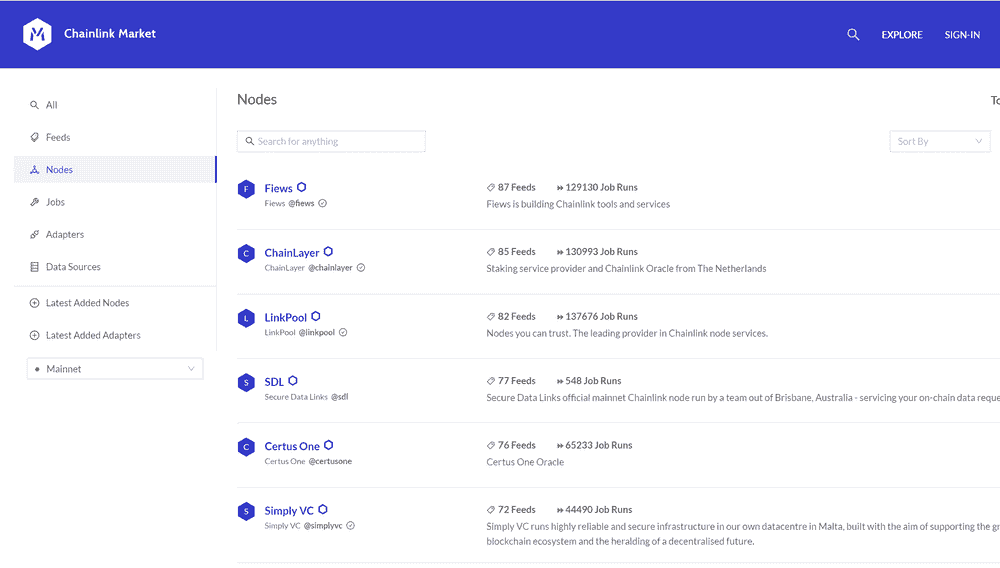 Chainlink Market
EXPLORE
SIGN-IN
All
Feeds
Nodes
Jobs
Adapters
Data Sources
Latest Added Nodes
Latest Added Adapters
Mainnet
Nodes
To
Search for anything
Sort By
F
Fiews
Fiews @fiews
87 Feeds
129130 Job Runs
Fiews is building Chainlink tools and services
C
ChainLayer
ChainLayer @chainlayer
85 Feeds
130993 Job Runs
Staking service provider and Chainlink Oracle from The Netherlands
L
LinkPool
LinkPool @linkpool
82 Feeds
137676 Job Runs
Nodes you can trust. The leading provider in Chainlink node services.
S
SDL
Secure Data Links @sdl
77 Feeds
548 Job Runs
Secure Data Links official mainnet Chainlink node run by a team out of Brisbane, Australia - servicing your on-chain data reque
C
Certus One
Certus One @certusone
76 Feeds
65233 Job Runs
Certus One Oracle
S
Simply VC
Simply VC @simplyvc
72 Feeds
44490 Job Runs
Simply VC runs highly reliable and secure infrastructure in our own datacentre in Malta, built with the aim of supporting the gr
blockchain ecosystem and the heralding of a decentralised future.